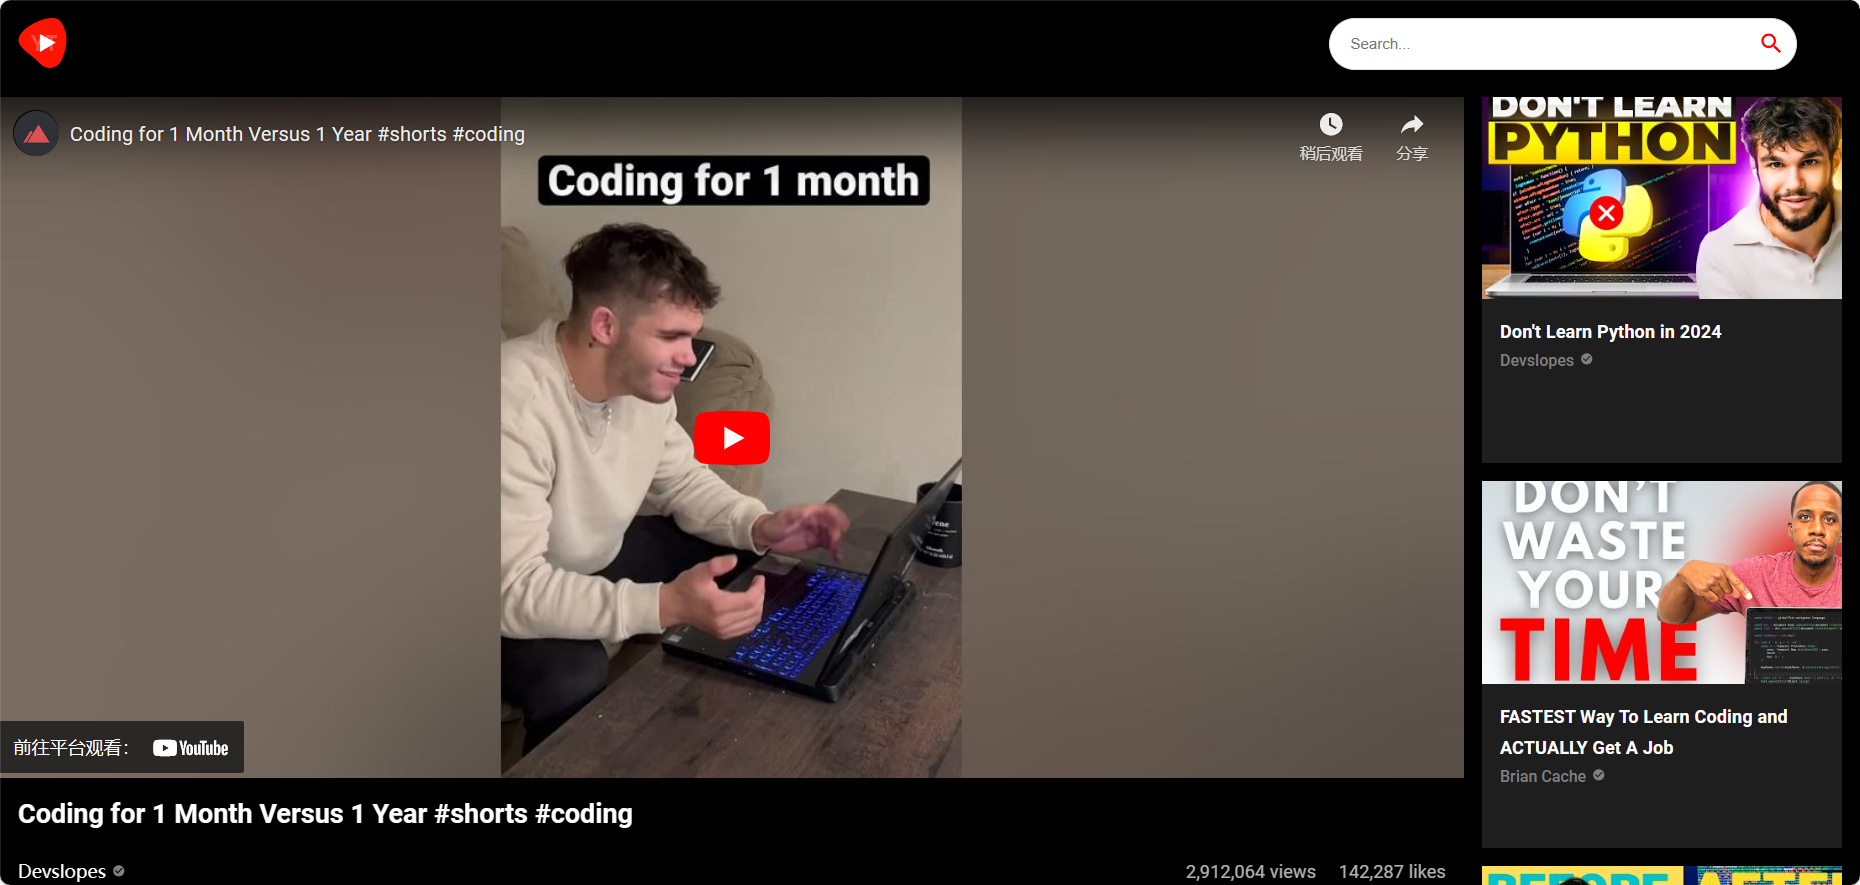 Search...
Coding for 1 Month Versus 1 Year #shorts #coding
稍后观看
分享
Coding for 1 month
前往平台观看：
YouTube
Coding for 1 Month Versus 1 Year #shorts #coding
Devslopes
2,912,064 views
142,287 likes
DON'T LEARN
PYTHON
Don't Learn Python in 2024
Devslopes
DON'T
WASTE
YOUR
TIME
FASTEST Way To Learn Coding and
ACTUALLY Get A Job
Brian Cache
BEFORE
AFTER